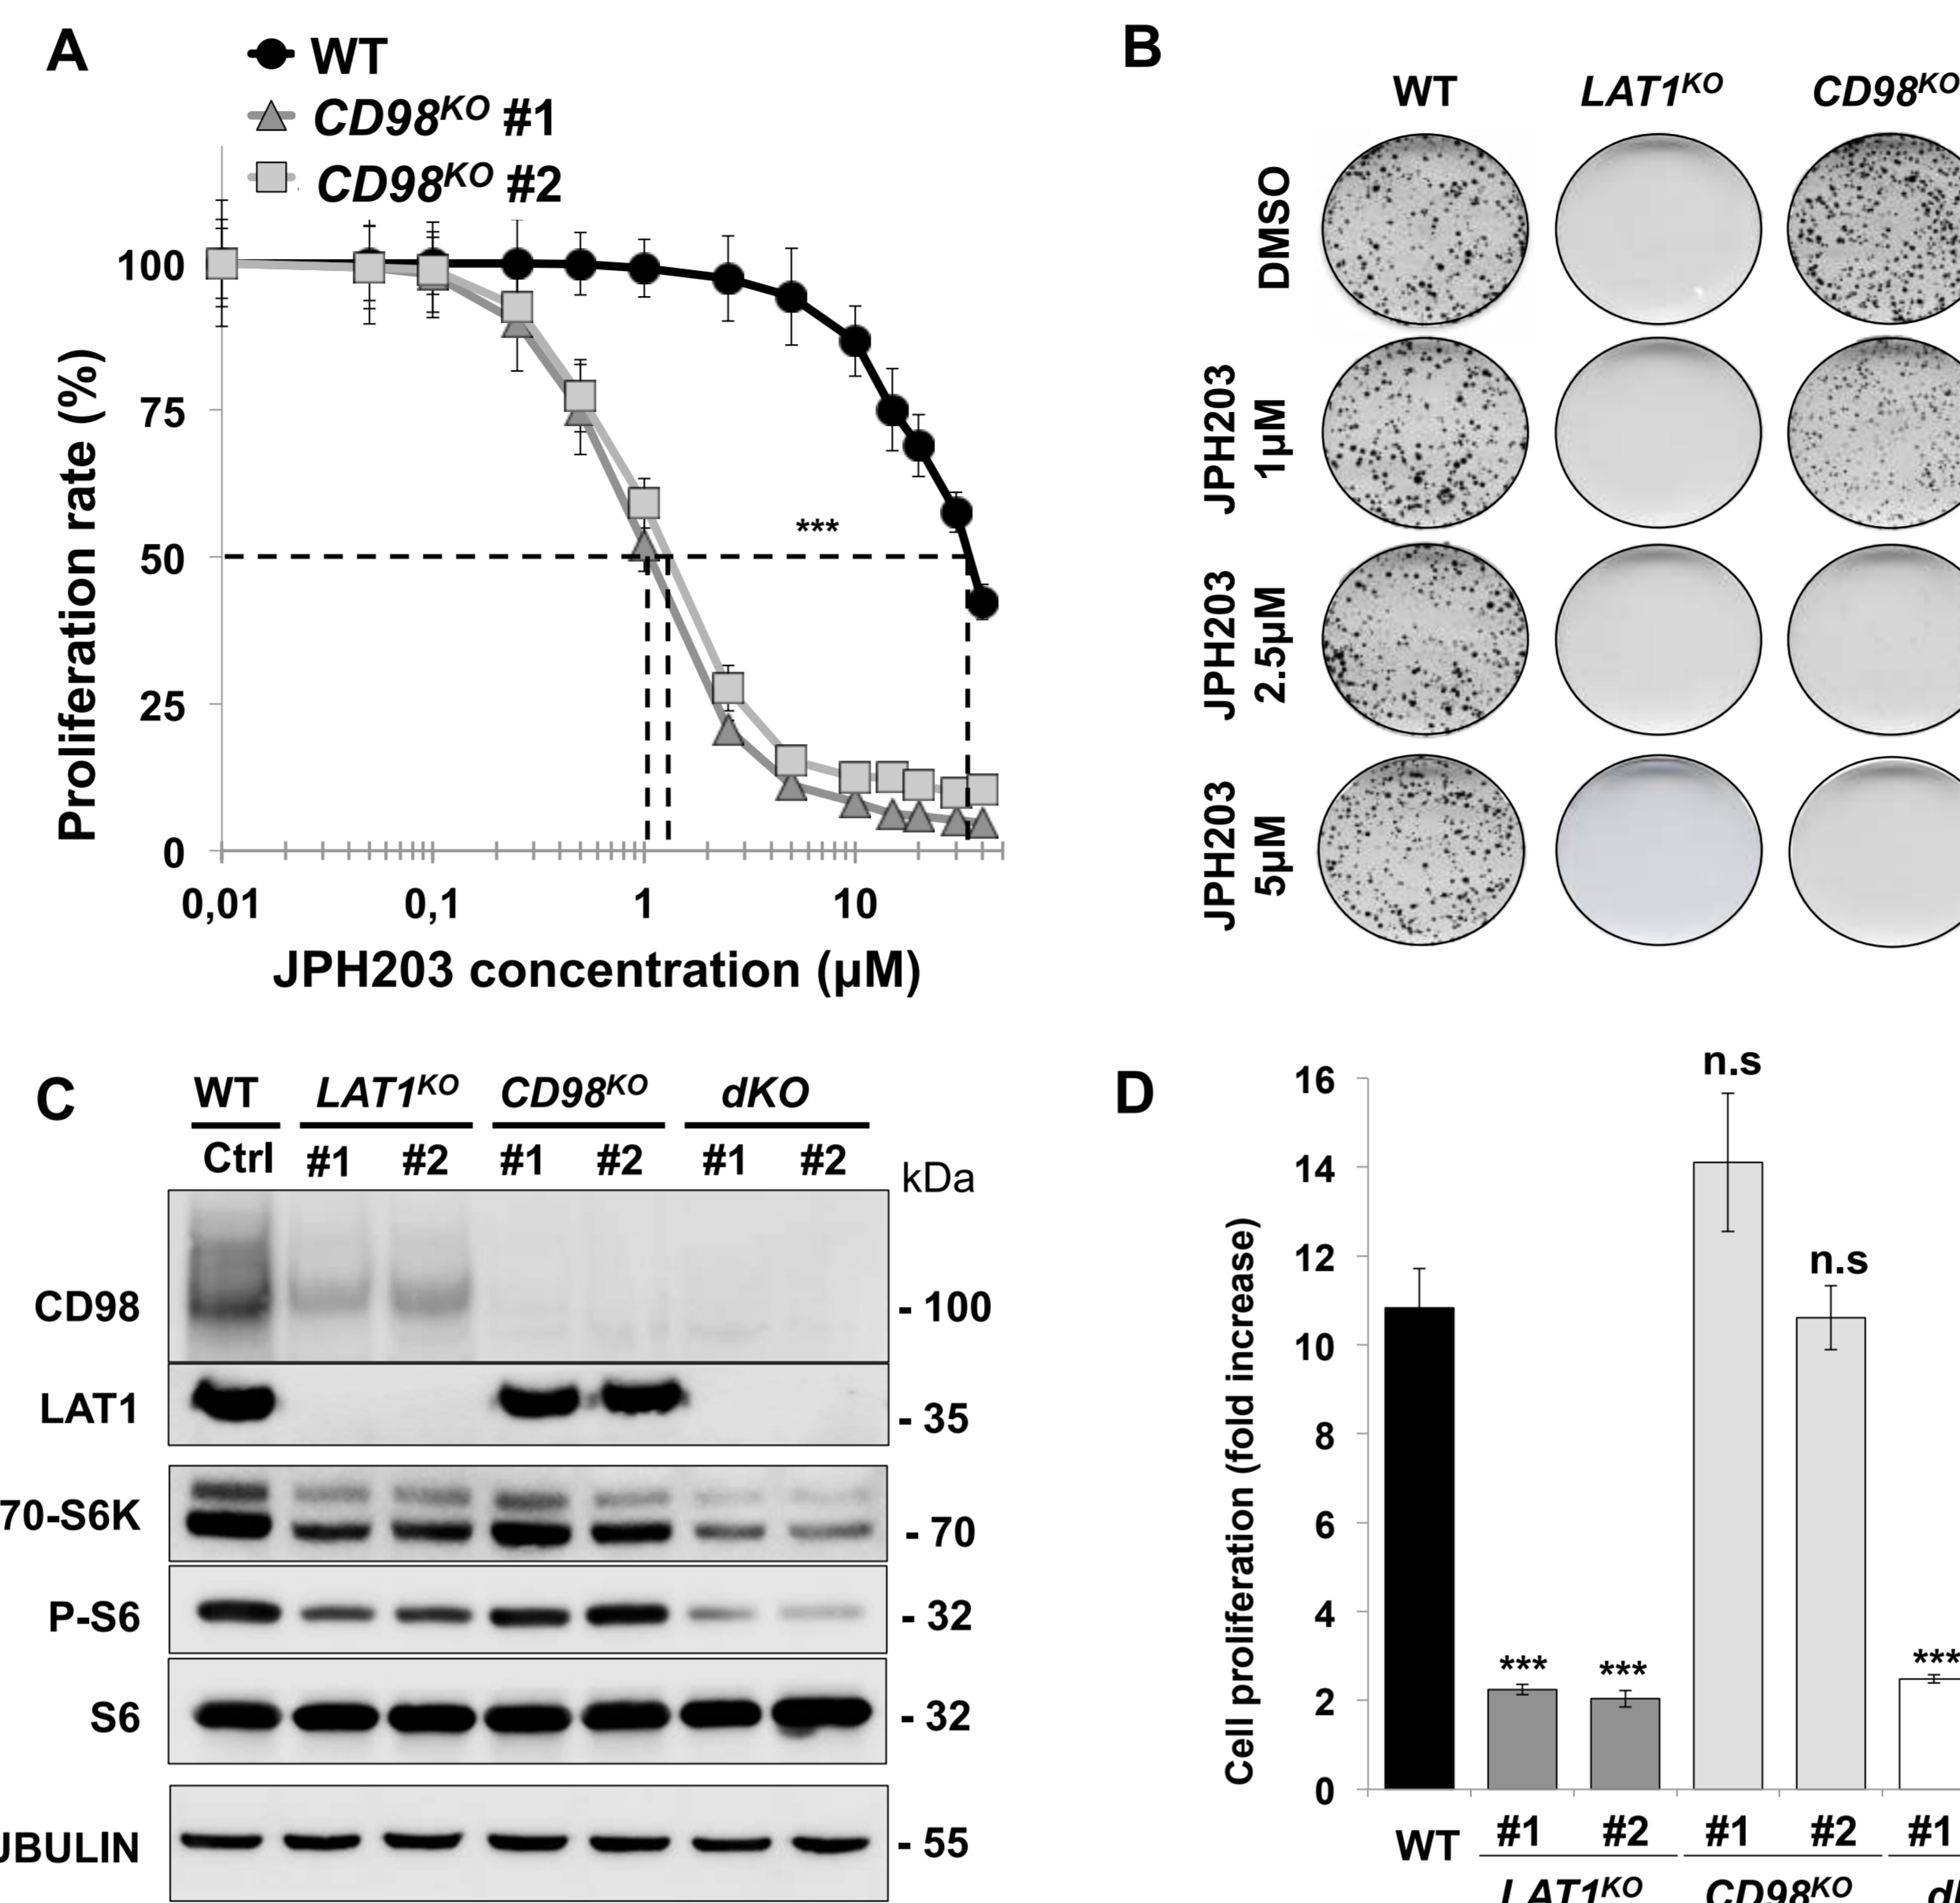 A
WT
CD98KO #1
CD98KO #2
100
75
50
25
0
***
Proliferation rate (%)
0,01 0,1 1 10
JPH203 concentration (µM)
B
WT LAT1KO CD98KO
DMSO
JPH203
1µM
JPH203
2.5µM
JPH203
5µM
C
WT LAT1KO CD98KO dKO
Ctrl #1 #2 #1 #2 #1 #2
kDa
CD98 - 100
LAT1 - 35
70-S6K - 70
P-S6 - 32
S6 - 32
UBULIN - 55
D
16
14
12
10
8
6
4
2
0
Cell proliferation (fold increase)
n.s
n.s
*** *** ***
WT #1 #2 #1 #2 #1
LAT1KO CD98KO